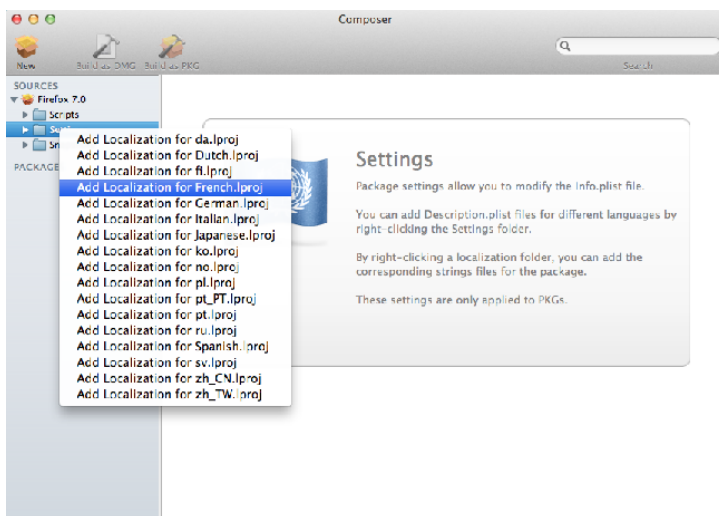 Composer
New
Build as DMG
Build as PKG
Search
SOURCES
Firefox 7.0
Scripts
PACKAGE
Add Localization for da.lproj
Add Localization for Dutch.lproj
Add Localization for fi.lproj
Add Localization for French.lproj
Add Localization for German.lproj
Add Localization for Italian.lproj
Add Localization for Japanese.lproj
Add Localization for ko.lproj
Add Localization for no.lproj
Add Localization for pl.lproj
Add Localization for pt_PT.lproj
Add Localization for pt.lproj
Add Localization for ru.lproj
Add Localization for Spanish.lproj
Add Localization for sv.lproj
Add Localization for zh_CN.lproj
Add Localization for zh_TW.lproj
Settings
Package settings allow you to modify the Info.plist file.
You can add Description.plist files for different languages by
right-clicking the Settings folder.
By right-clicking a localization folder, you can add the
corresponding strings files for the package.
These settings are only applied to PKGs.